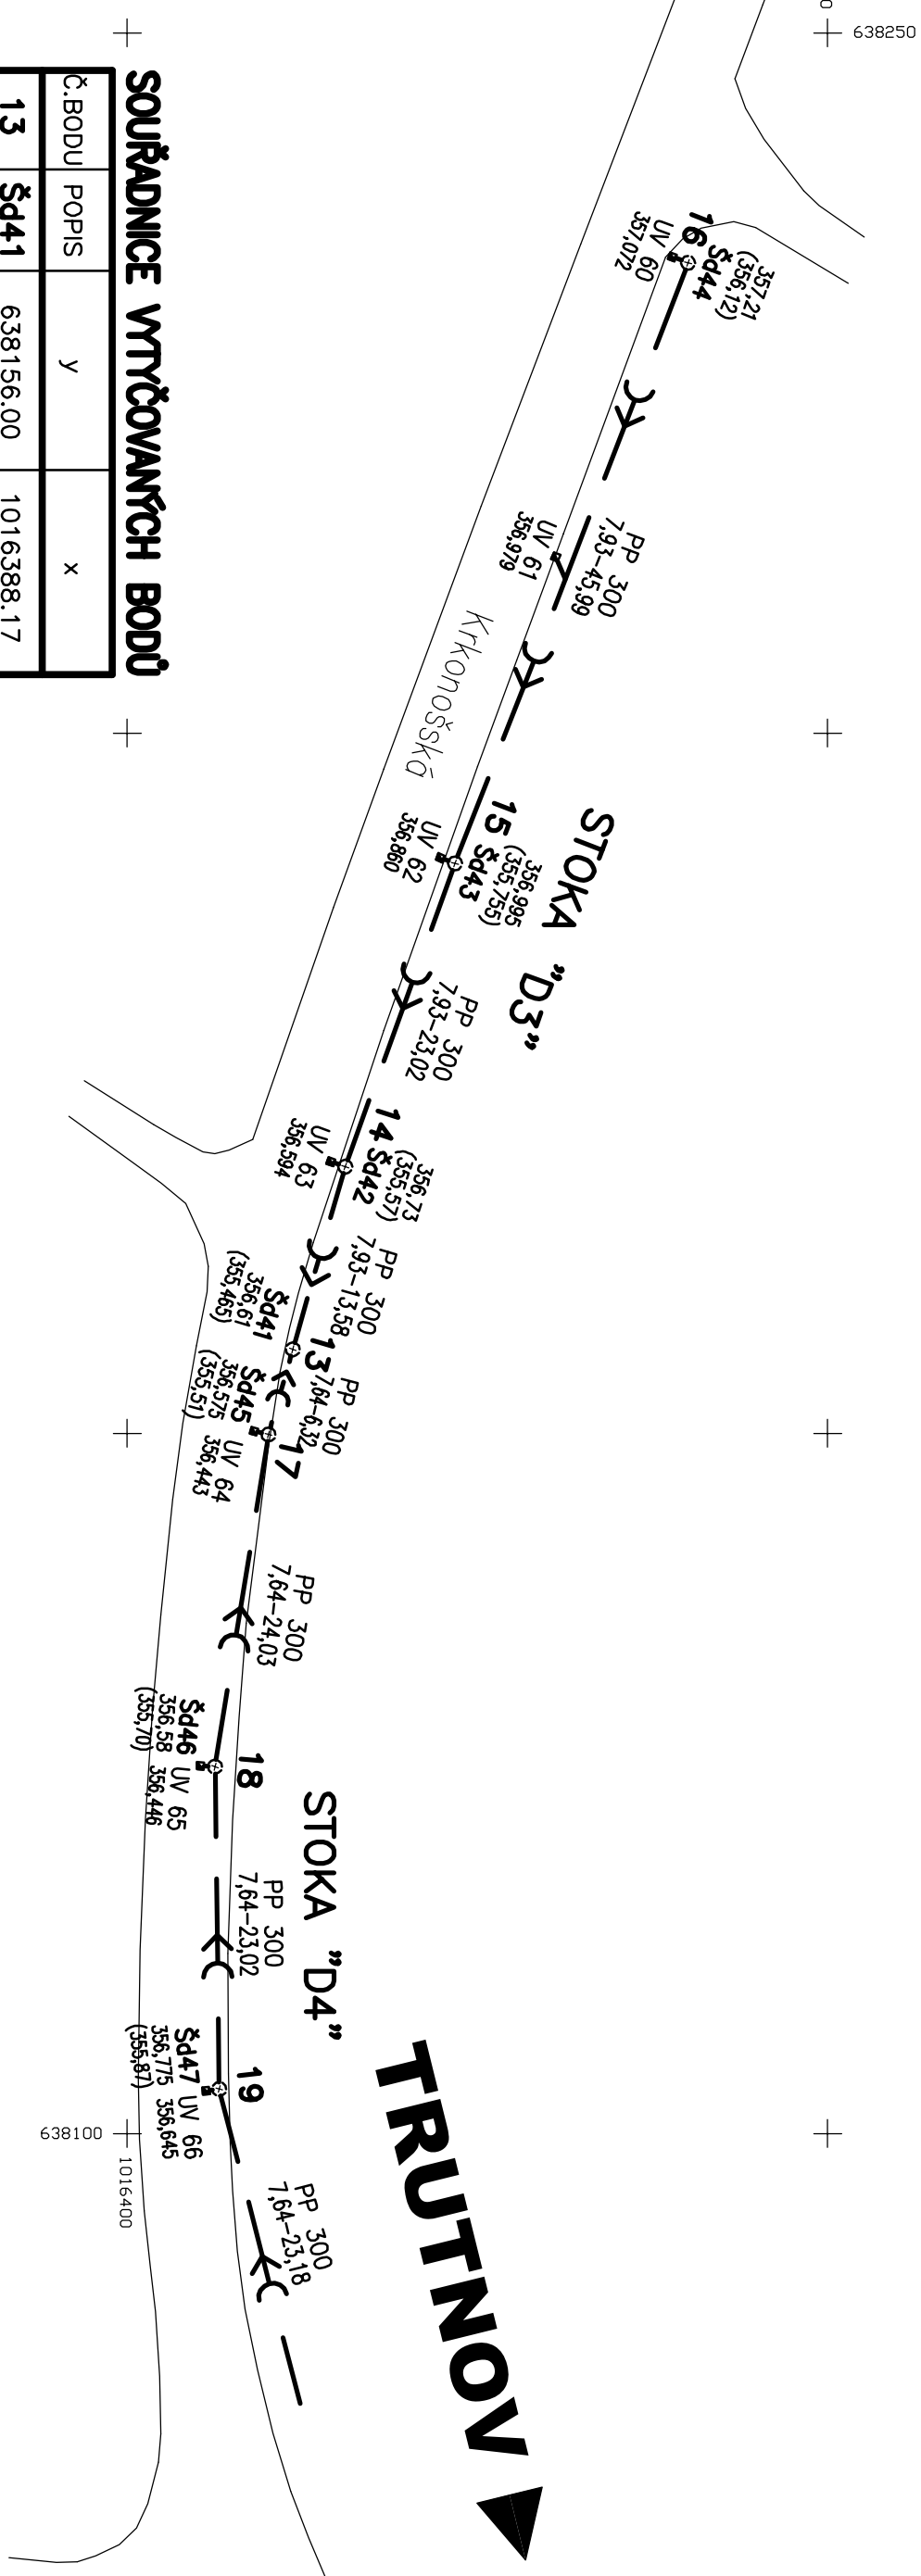 638250
SOUŘADNICE VYTYČOVANÝCH BODŮ
Č.BODU POPIS y x
13 Šd41 638156.00 1016388.17
357,21
(356,12)
16 Šd44
UV 60
357,072
PP 300
7,93-45,99
UV 61
356,979
Krkonošská
STOKA "D3"
356,995
(355,755)
15 Šd43
UV 62
356,860
PP 300
7,93-23,02
356,73
(355,57)
14 Šd42
UV 63
356,594
PP 300
7,93-13,58
13
Šd41
356,61
(355,465)
PP 300
7,64-6,32
17
Šd45
356,575
(355,51)
UV 64
356,443
PP 300
7,64-24,03
18
Šd46
356,58
(355,70)
UV 65
356,446
STOKA "D4"
PP 300
7,64-23,02
19
Šd47
356,775
(355,87)
UV 66
356,645
638100
1016400
PP 300
7,64-23,18
TRUTNOV